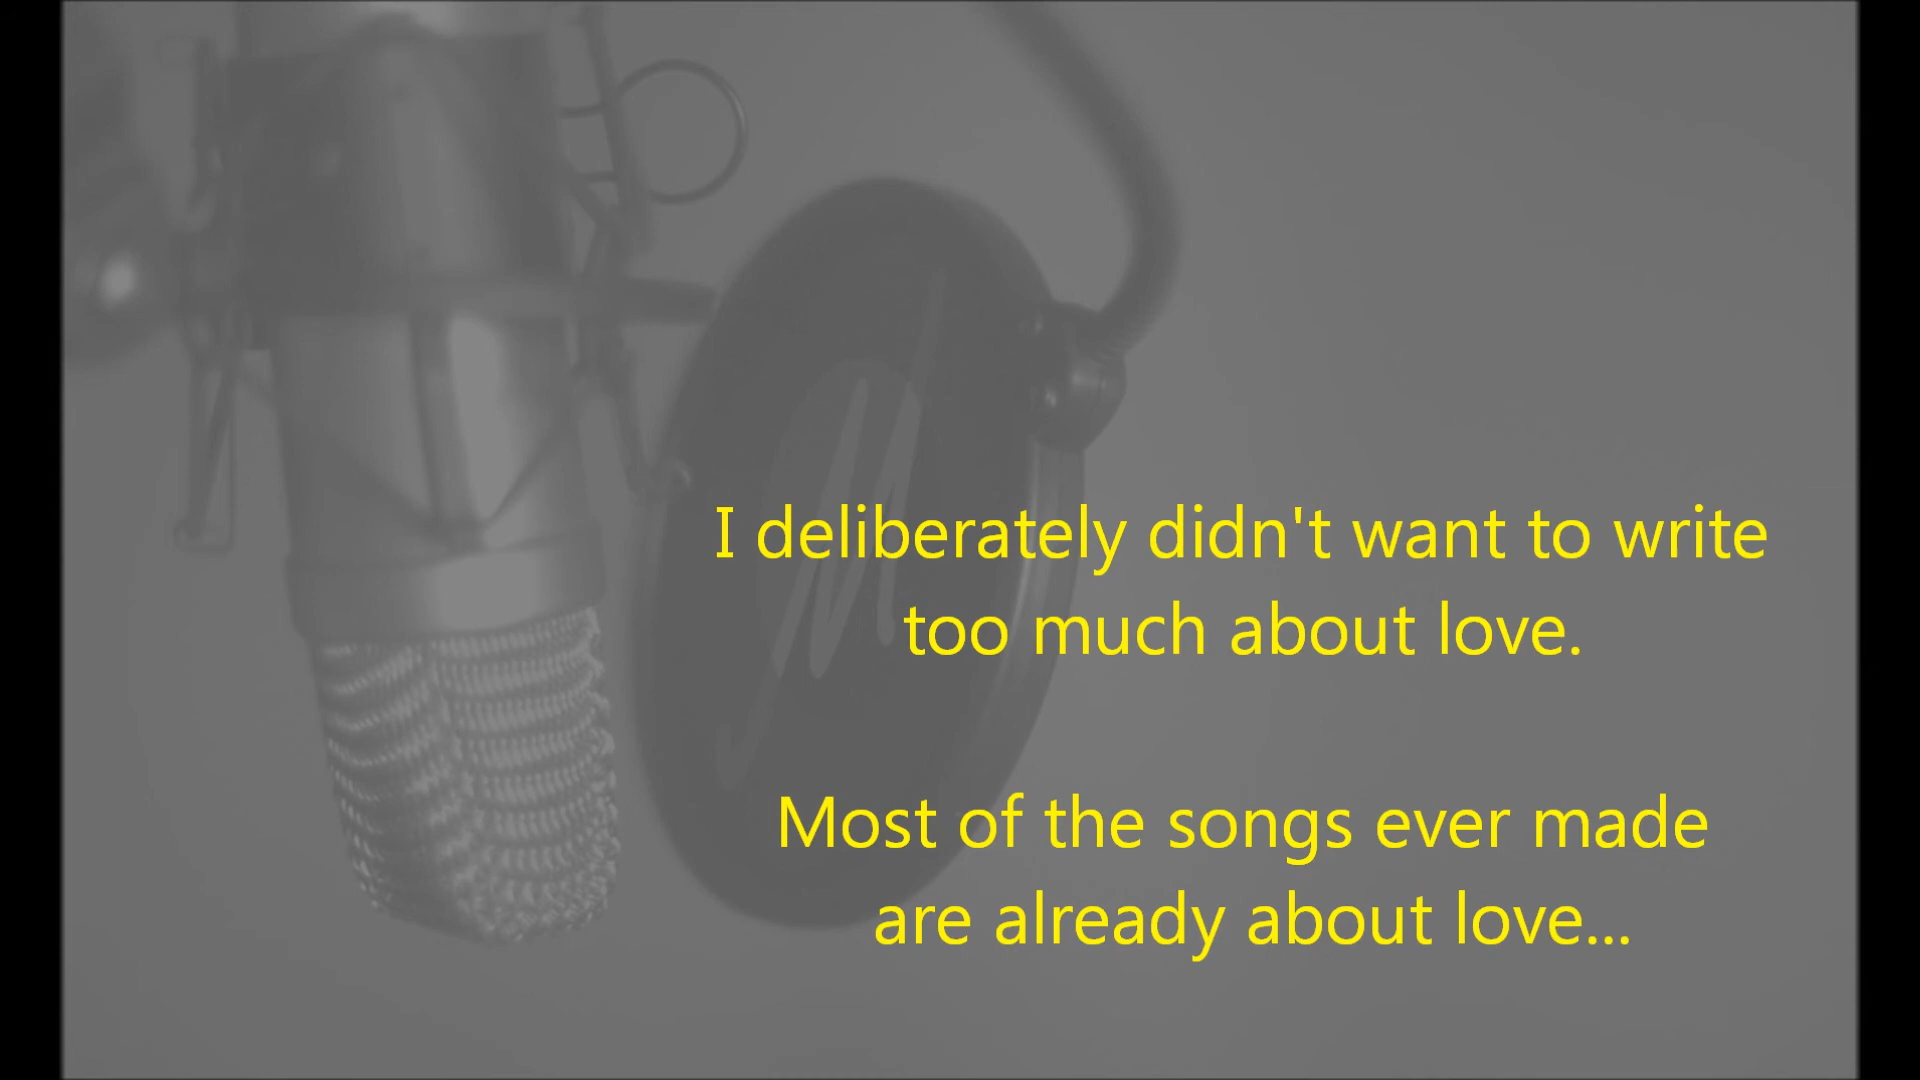 I deliberately didn't want to write
too much about love.
Most of the songs ever made
are already about love...